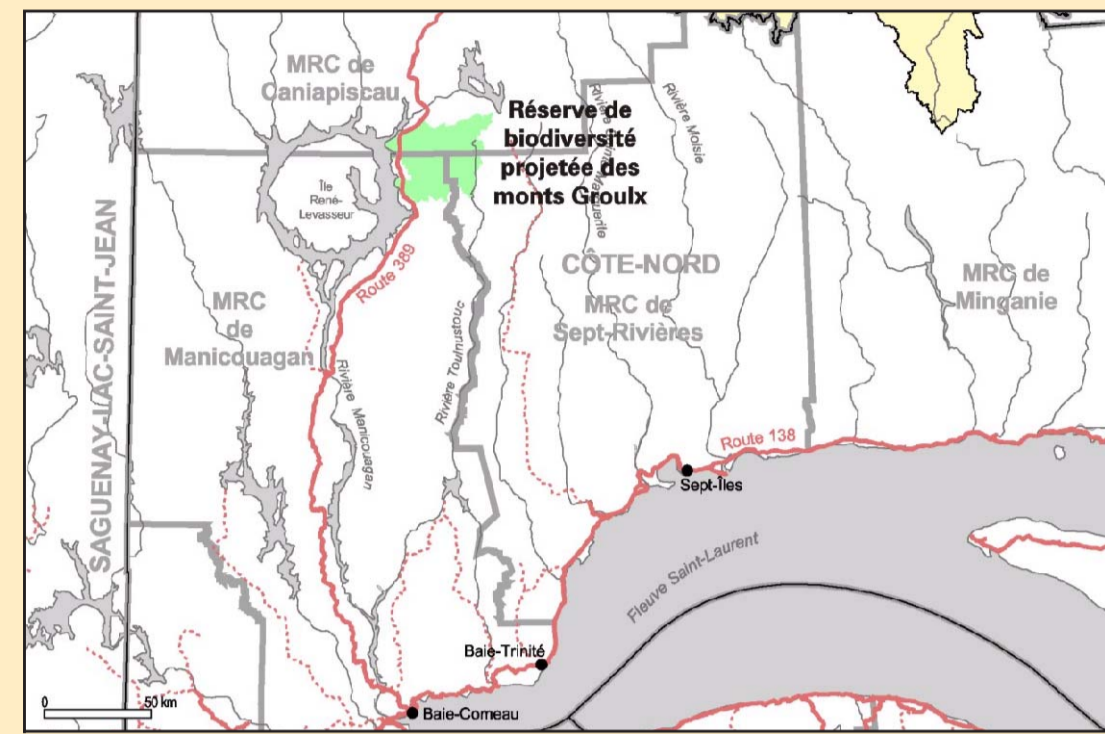 MRC de
Caniapiscau
Réserve de
biodiversité
projetée des
monts Groulx
Rivière Moisie
Île
René-
Levasseur
Route 389
SAGUENAY-LAC-SAINT-JEAN
MRC
de
Manicouagan
Rivière Manicouagan
Rivière Toulnustouc
CÔTE-NORD
MRC de
Sept-Rivières
MRC de
Minganie
Route 138
Sept-Îles
Fleuve Saint-Laurent
Baie-Trinité
Baie-Comeau
0 50 km